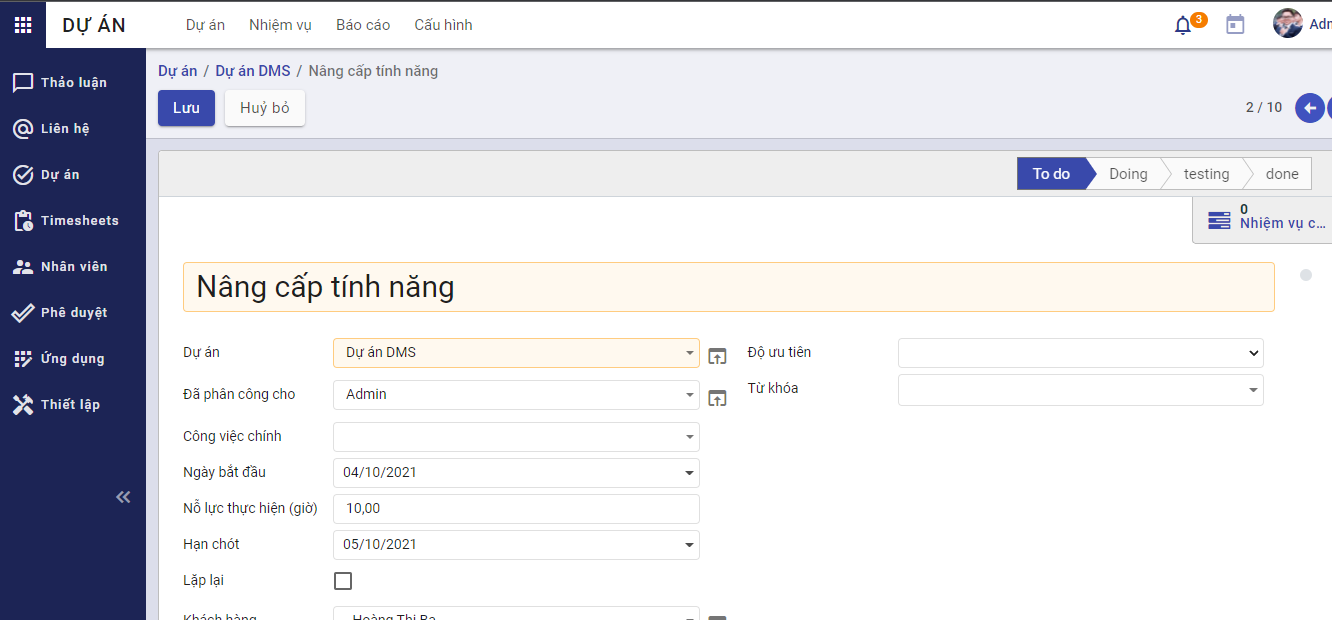 DỰ ÁN
Dự án Nhiệm vụ Báo cáo Cấu hình
3
Thảo luận
Liên hệ
Dự án
Timesheets
Nhân viên
Phê duyệt
Ứng dụng
Thiết lập
Dự án / Dự án DMS / Nâng cấp tính năng
Lưu Huỷ bỏ
2 / 10
To do Doing testing done
0
Nhiệm vụ c...
Nâng cấp tính năng
Dự án Dự án DMS
Độ ưu tiên
Đã phân công cho Admin
Từ khóa
Công việc chính
Ngày bắt đầu 04/10/2021
Nỗ lực thực hiện (giờ) 10,00
Hạn chót 05/10/2021
Lặp lại
Khách hàng